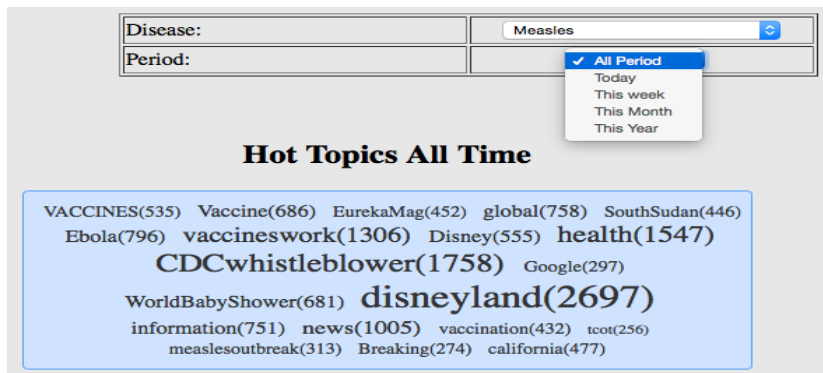 Disease: Measles
Period: ✓ All Period
Today
This week
This Month
This Year
Hot Topics All Time
VACCINES(535) Vaccine(686) EurekaMag(452) global(758) SouthSudan(446)
Ebola(796) vaccineswork(1306) Disney(555) health(1547)
CDCwhistleblower(1758) Google(297)
WorldBabyShower(681) disneyland(2697)
information(751) news(1005) vaccination(432) tcot(256)
measlesoutbreak(313) Breaking(274) california(477)